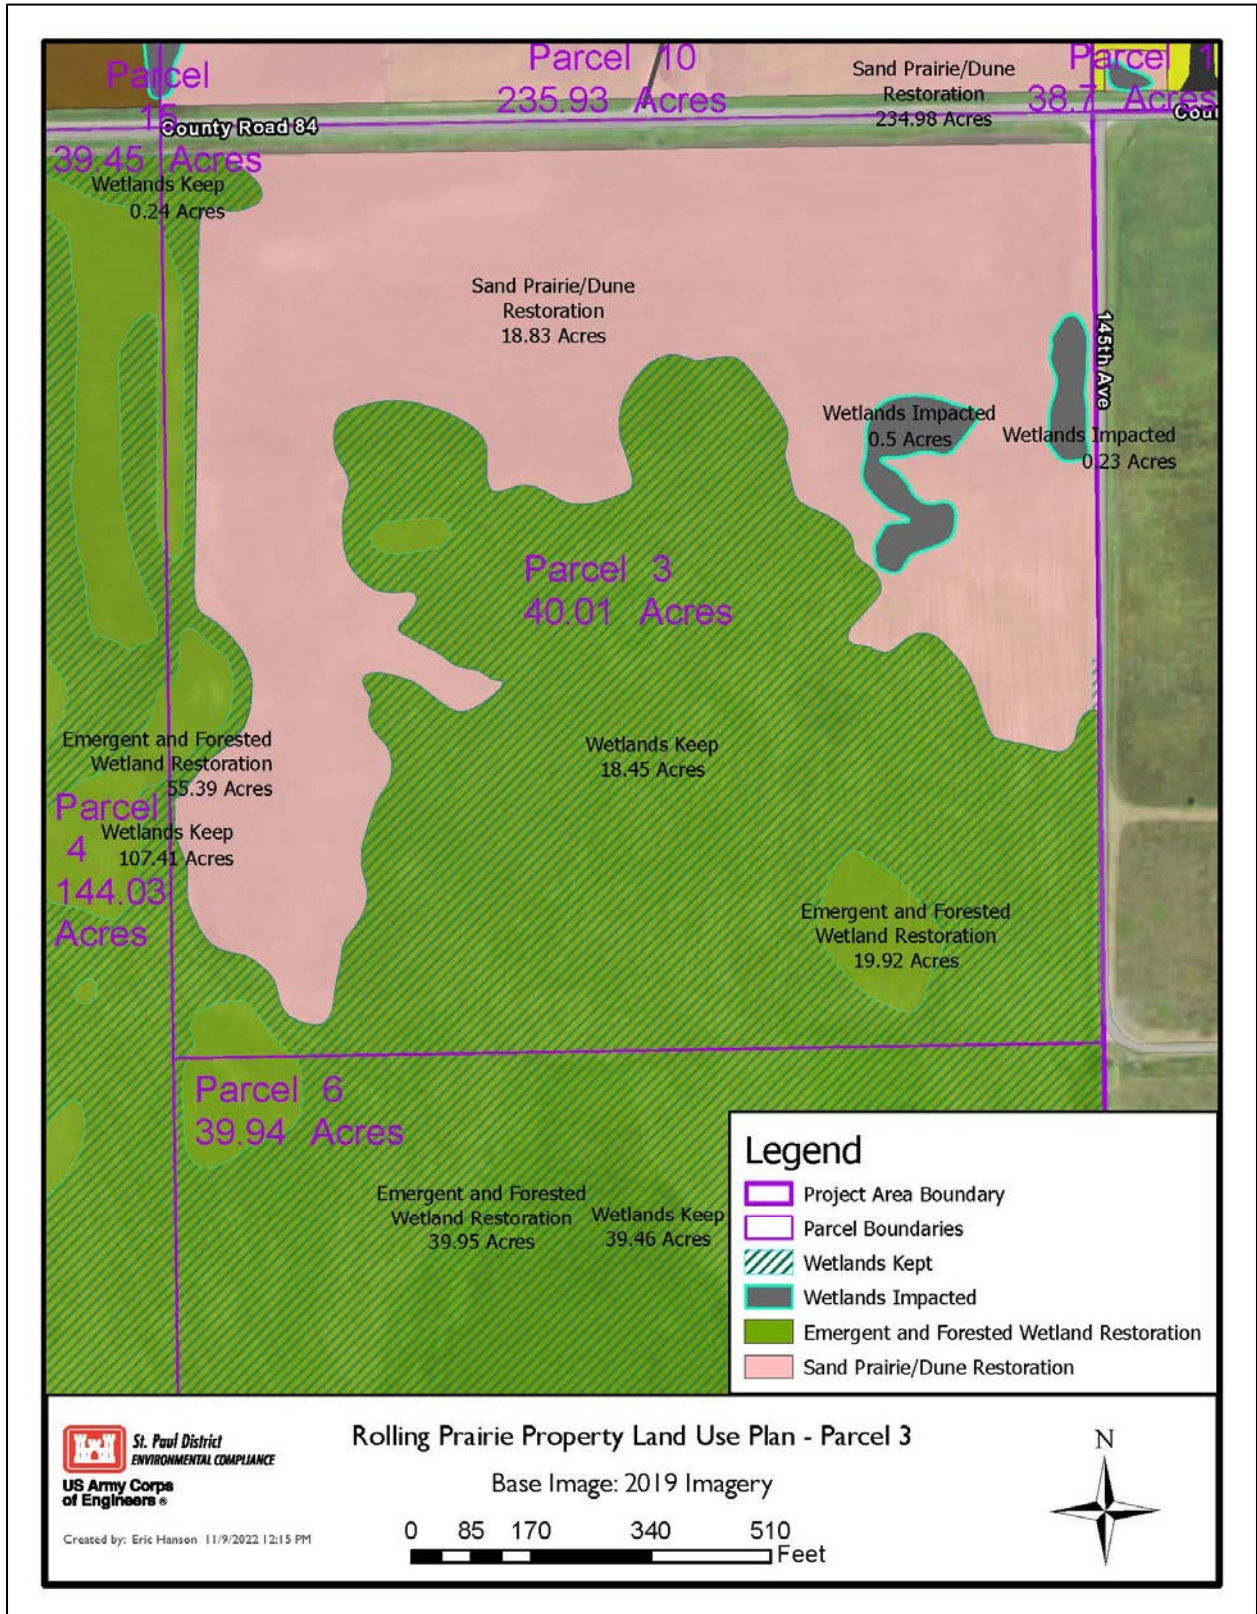 Parcel 10
235.93 Acres
Sand Prairie/Dune
Restoration
234.98 Acres
Parcel 1
38.7 Acres
Parcel
15
39.45 Acres
County Road 84
Coun
Wetlands Keep
0.24 Acres
Sand Prairie/Dune
Restoration
18.83 Acres
145th Ave
Wetlands Impacted
0.5 Acres
Wetlands Impacted
0.23 Acres
Parcel 3
40.01 Acres
Emergent and Forested
Wetland Restoration
55.39 Acres
Wetlands Keep
18.45 Acres
Parcel
4
144.03
Acres
Wetlands Keep
107.41 Acres
Emergent and Forested
Wetland Restoration
19.92 Acres
Parcel 6
39.94 Acres
Emergent and Forested
Wetland Restoration
39.95 Acres
Wetlands Keep
39.46 Acres
Legend
Project Area Boundary
Parcel Boundaries
Wetlands Kept
Wetlands Impacted
Emergent and Forested Wetland Restoration
Sand Prairie/Dune Restoration
St. Paul District
ENVIRONMENTAL COMPLIANCE
US Army Corps
of Engineers ®
Created by: Eric Hanson 11/9/2022 12:15 PM
Rolling Prairie Property Land Use Plan - Parcel 3
Base Image: 2019 Imagery
0 85 170 340 510
Feet
N